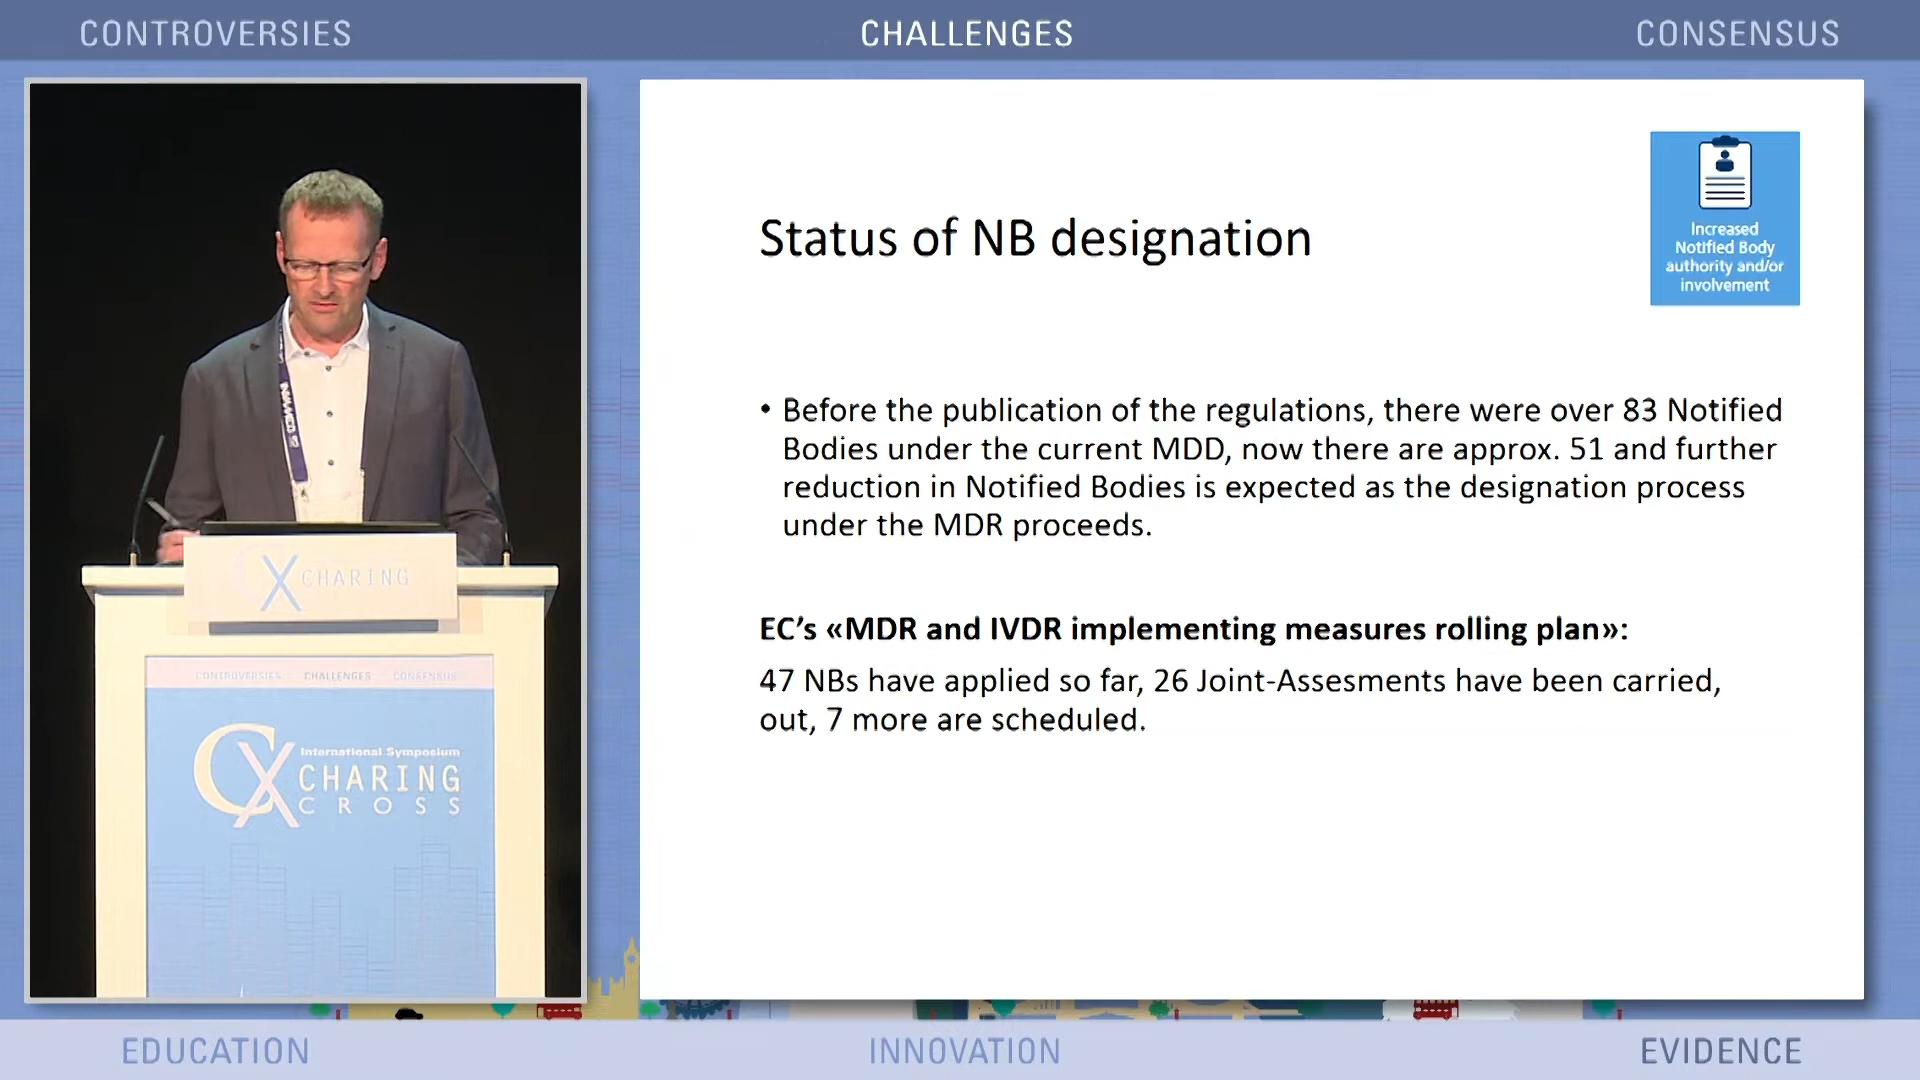 CONTROVERSIES
CHALLENGES
CONSENSUS
Status of NB designation
Increased
Notified Body
authority and/or
involvement
• Before the publication of the regulations, there were over 83 Notified
Bodies under the current MDD, now there are approx. 51 and further
reduction in Notified Bodies is expected as the designation process
under the MDR proceeds.
EC’s «MDR and IVDR implementing measures rolling plan»:
47 NBs have applied so far, 26 Joint-Assesments have been carried,
out, 7 more are scheduled.
CX CHARING
CONTROVERSIES CHALLENGES CONSENSUS
CX International Symposium
CHARING
CROSS
EDUCATION
INNOVATION
EVIDENCE